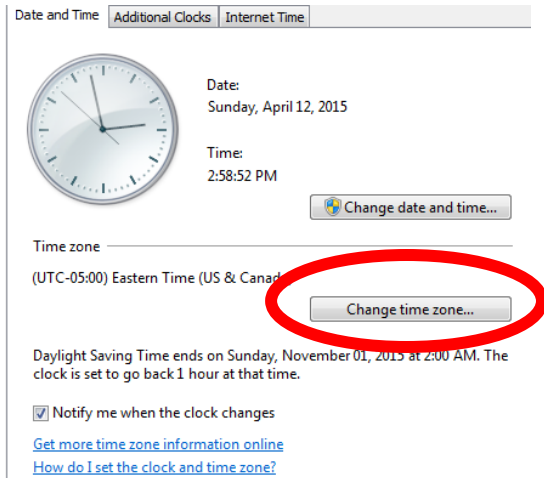 Date and Time Additional Clocks Internet Time
Date:
Sunday, April 12, 2015
Time:
2:58:52 PM
Change date and time...
Time zone
(UTC-05:00) Eastern Time (US & Canad
Change time zone...
Daylight Saving Time ends on Sunday, November 01, 2015 at 2:00 AM. The
clock is set to go back 1 hour at that time.
Notify me when the clock changes
Get more time zone information online
How do I set the clock and time zone?